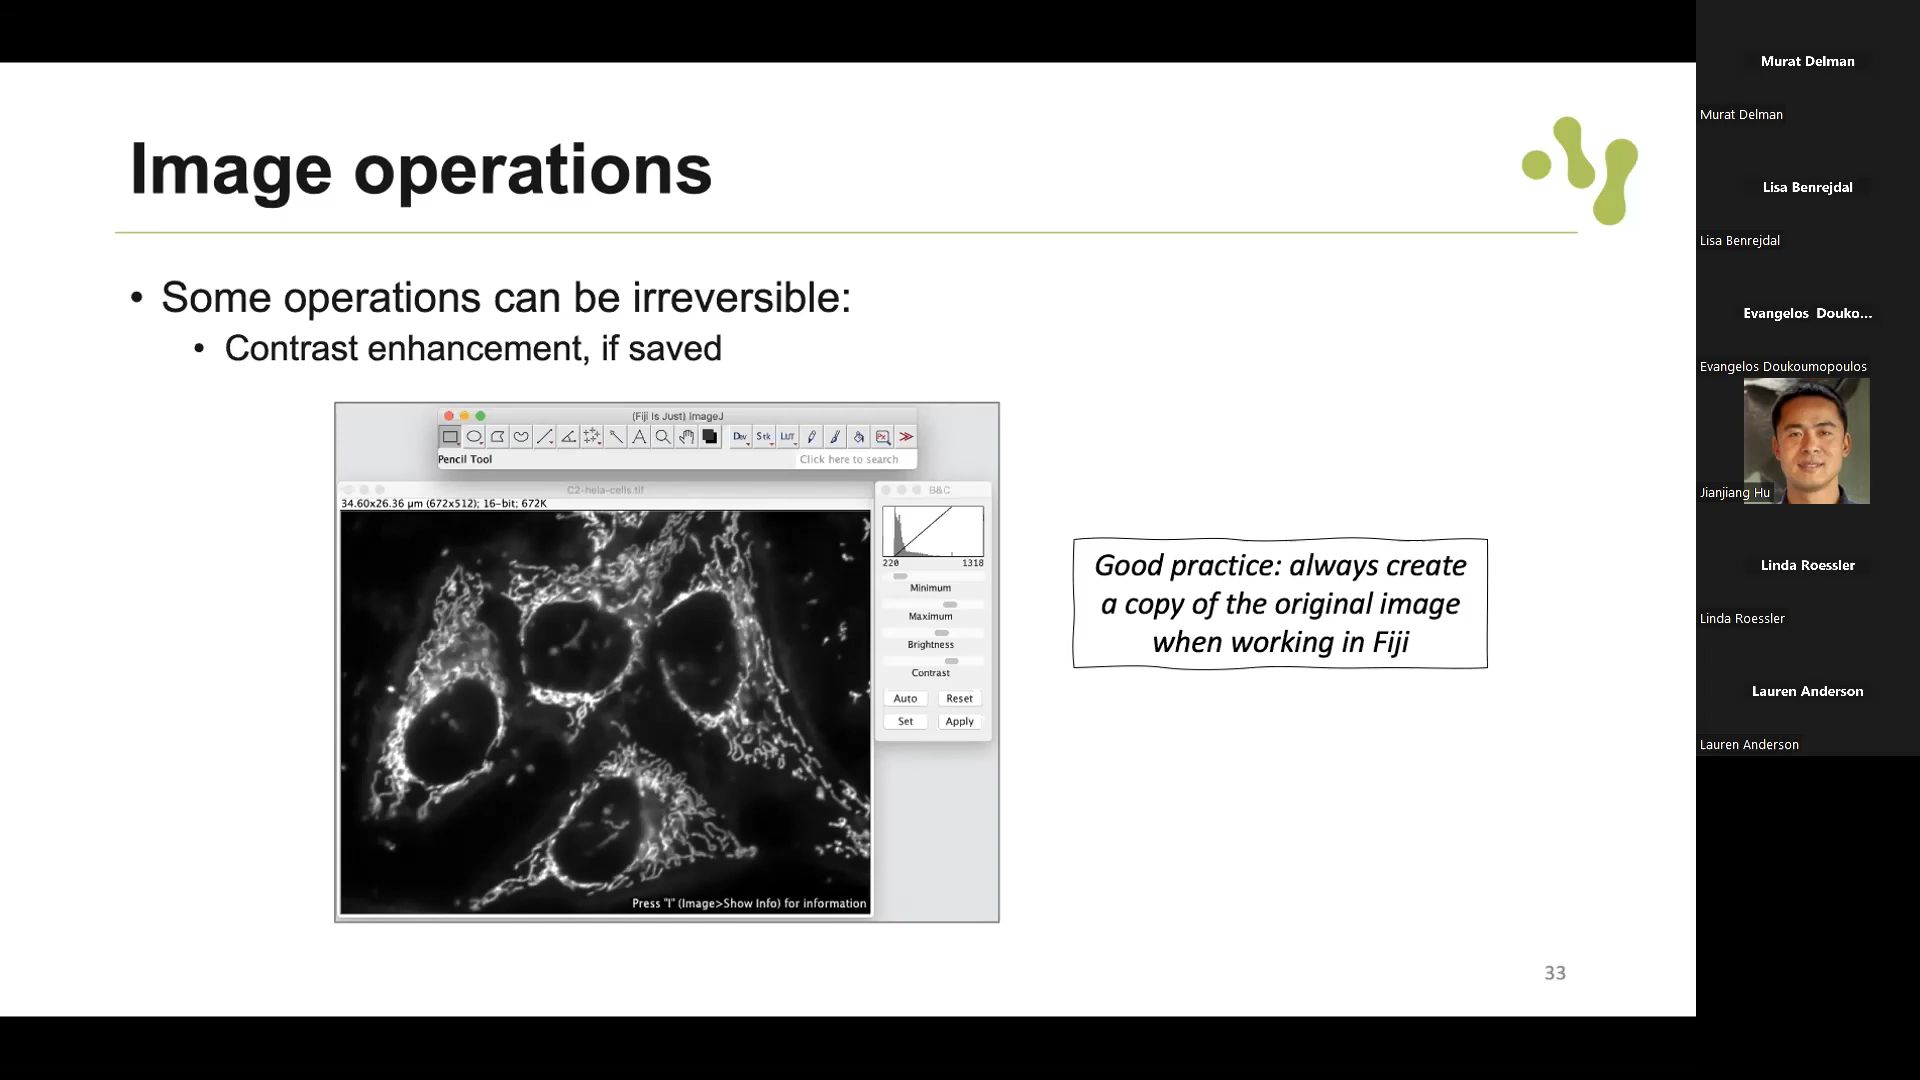 Image operations
• Some operations can be irreversible:
• Contrast enhancement, if saved
(Fiji Is Just) ImageJ
Dev
Stk
LUT
Pencil Tool
Click here to search
C2-hela-cells.tif
34.60x26.36 µm (672x512); 16-bit; 672K
Press "I" (Image>Show Info) for information
B&C
220 1318
Minimum
Maximum
Brightness
Contrast
Auto Reset
Set Apply
Good practice: always create
a copy of the original image
when working in Fiji
33
Murat Delman
Murat Delman
Lisa Benrejdal
Lisa Benrejdal
Evangelos Douko...
Evangelos Doukoumopoulos
Jianjiang Hu
Linda Roessler
Linda Roessler
Lauren Anderson
Lauren Anderson